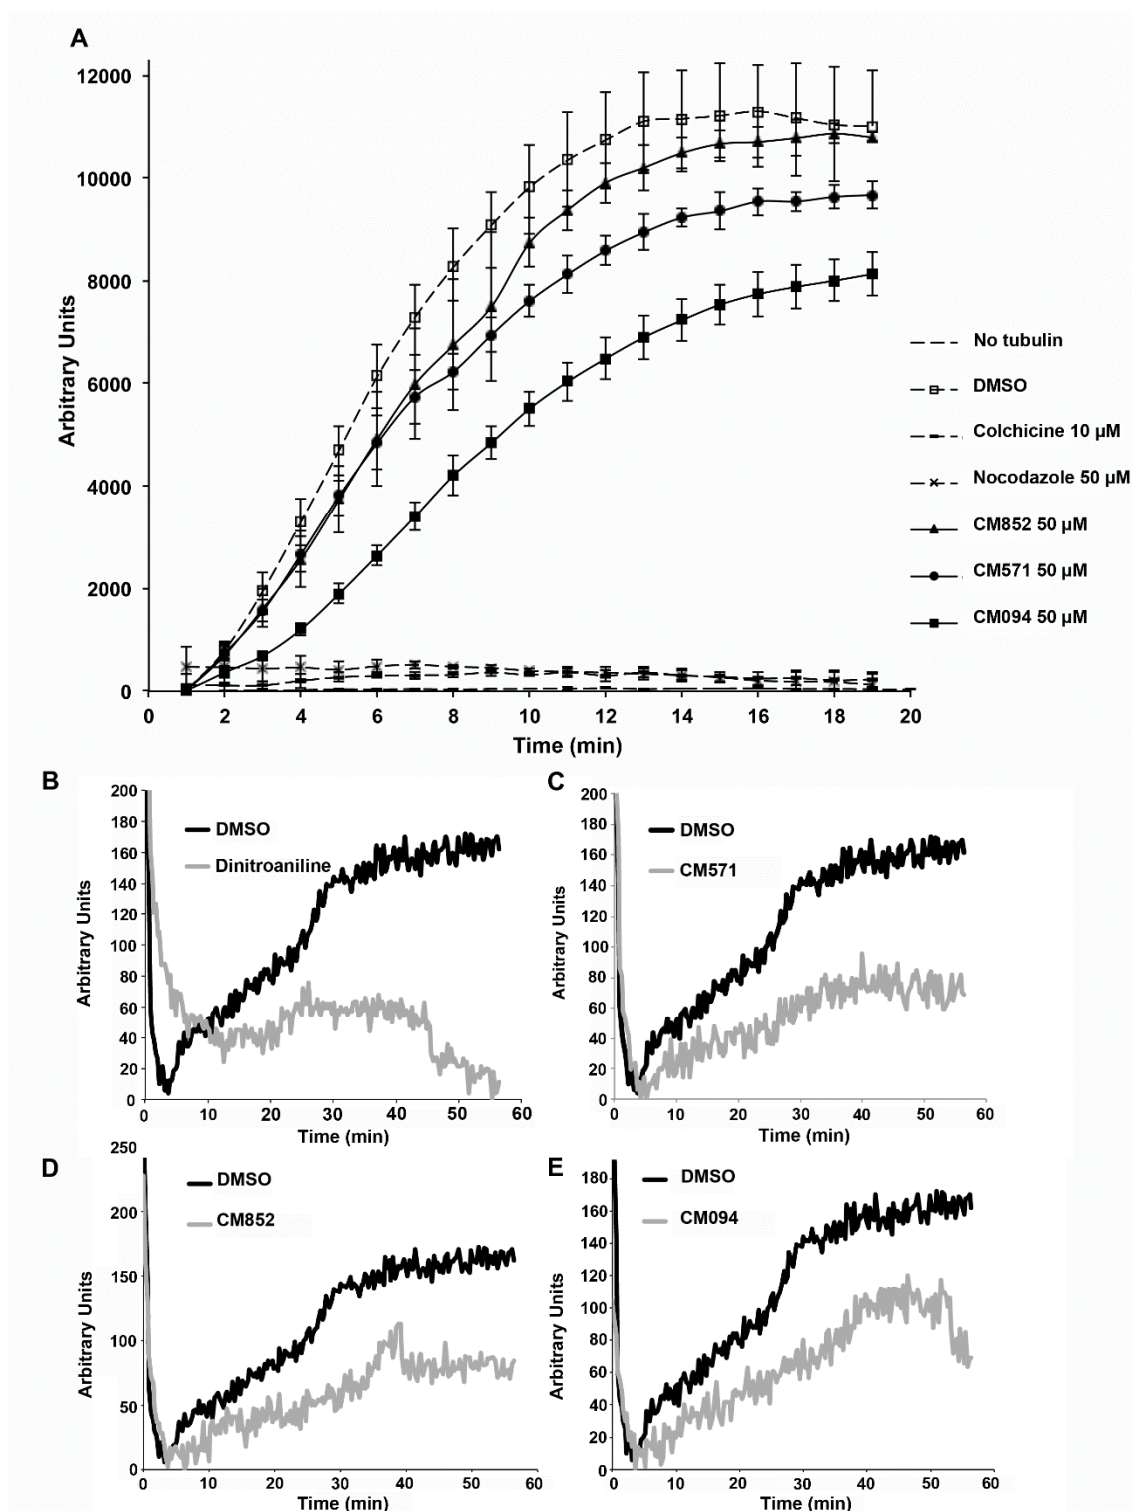 A
12000
10000
8000
6000
4000
2000
0
Arbitrary Units
0 2 4 6 8 10 12 14 16 18 20
Time (min)
No tubulin
DMSO
Colchicine 10 µM
Nocodazole 50 µM
CM852 50 µM
CM571 50 µM
CM094 50 µM
B
200
180
160
140
120
100
80
60
40
20
0
Arbitrary Units
DMSO
Dinitroaniline
0 10 20 30 40 50 60
Time (min)
C
200
180
160
140
120
100
80
60
40
20
0
Arbitrary Units
DMSO
CM571
0 10 20 30 40 50 60
Time (min)
D
250
200
150
100
50
0
Arbitrary Units
DMSO
CM852
0 10 20 30 40 50 60
Time (min)
E
180
160
140
120
100
80
60
40
20
0
Arbitrary Units
DMSO
CM094
0 10 20 30 40 50 60
Time (min)